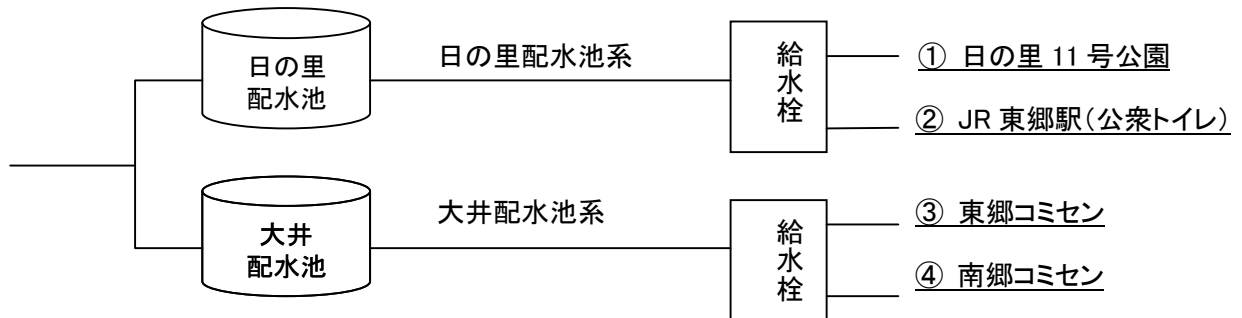 日の里
配水池
日の里配水池系
給水栓
① 日の里 11 号公園
② JR 東郷駅(公衆トイレ)
大井
配水池
大井配水池系
給水栓
③ 東郷コミセン
④ 南郷コミセン